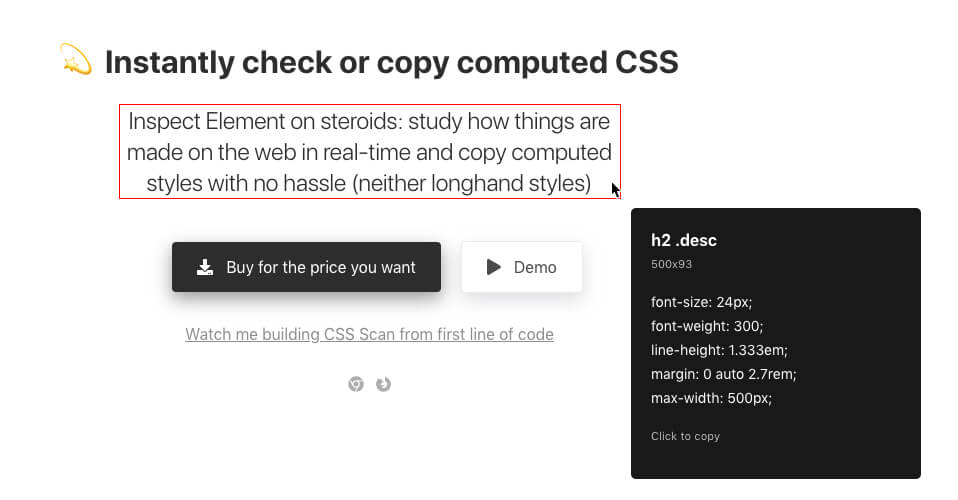 Instantly check or copy computed CSS
Inspect Element on steroids: study how things are
made on the web in real-time and copy computed
styles with no hassle (neither longhand styles)
Buy for the price you want
Demo
Watch me building CSS Scan from first line of code
h2 .desc
500x93
font-size: 24px;
font-weight: 300;
line-height: 1.333em;
margin: 0 auto 2.7rem;
max-width: 500px;
Click to copy